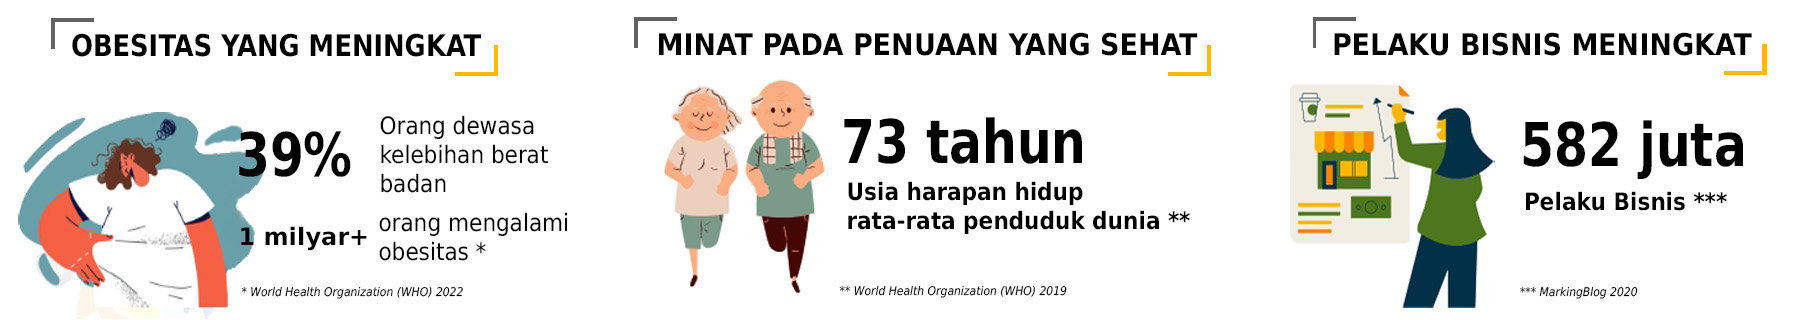 OBESITAS YANG MENINGKAT
39%
Orang dewasa
kelebihan berat
badan
1 milyar+
orang mengalami
obesitas *
* World Health Organization (WHO) 2022
MINAT PADA PENUAAN YANG SEHAT
73 tahun
Usia harapan hidup
rata-rata penduduk dunia **
** World Health Organization (WHO) 2019
PELAKU BISNIS MENINGKAT
582 juta
Pelaku Bisnis ***
*** MarkingBlog 2020